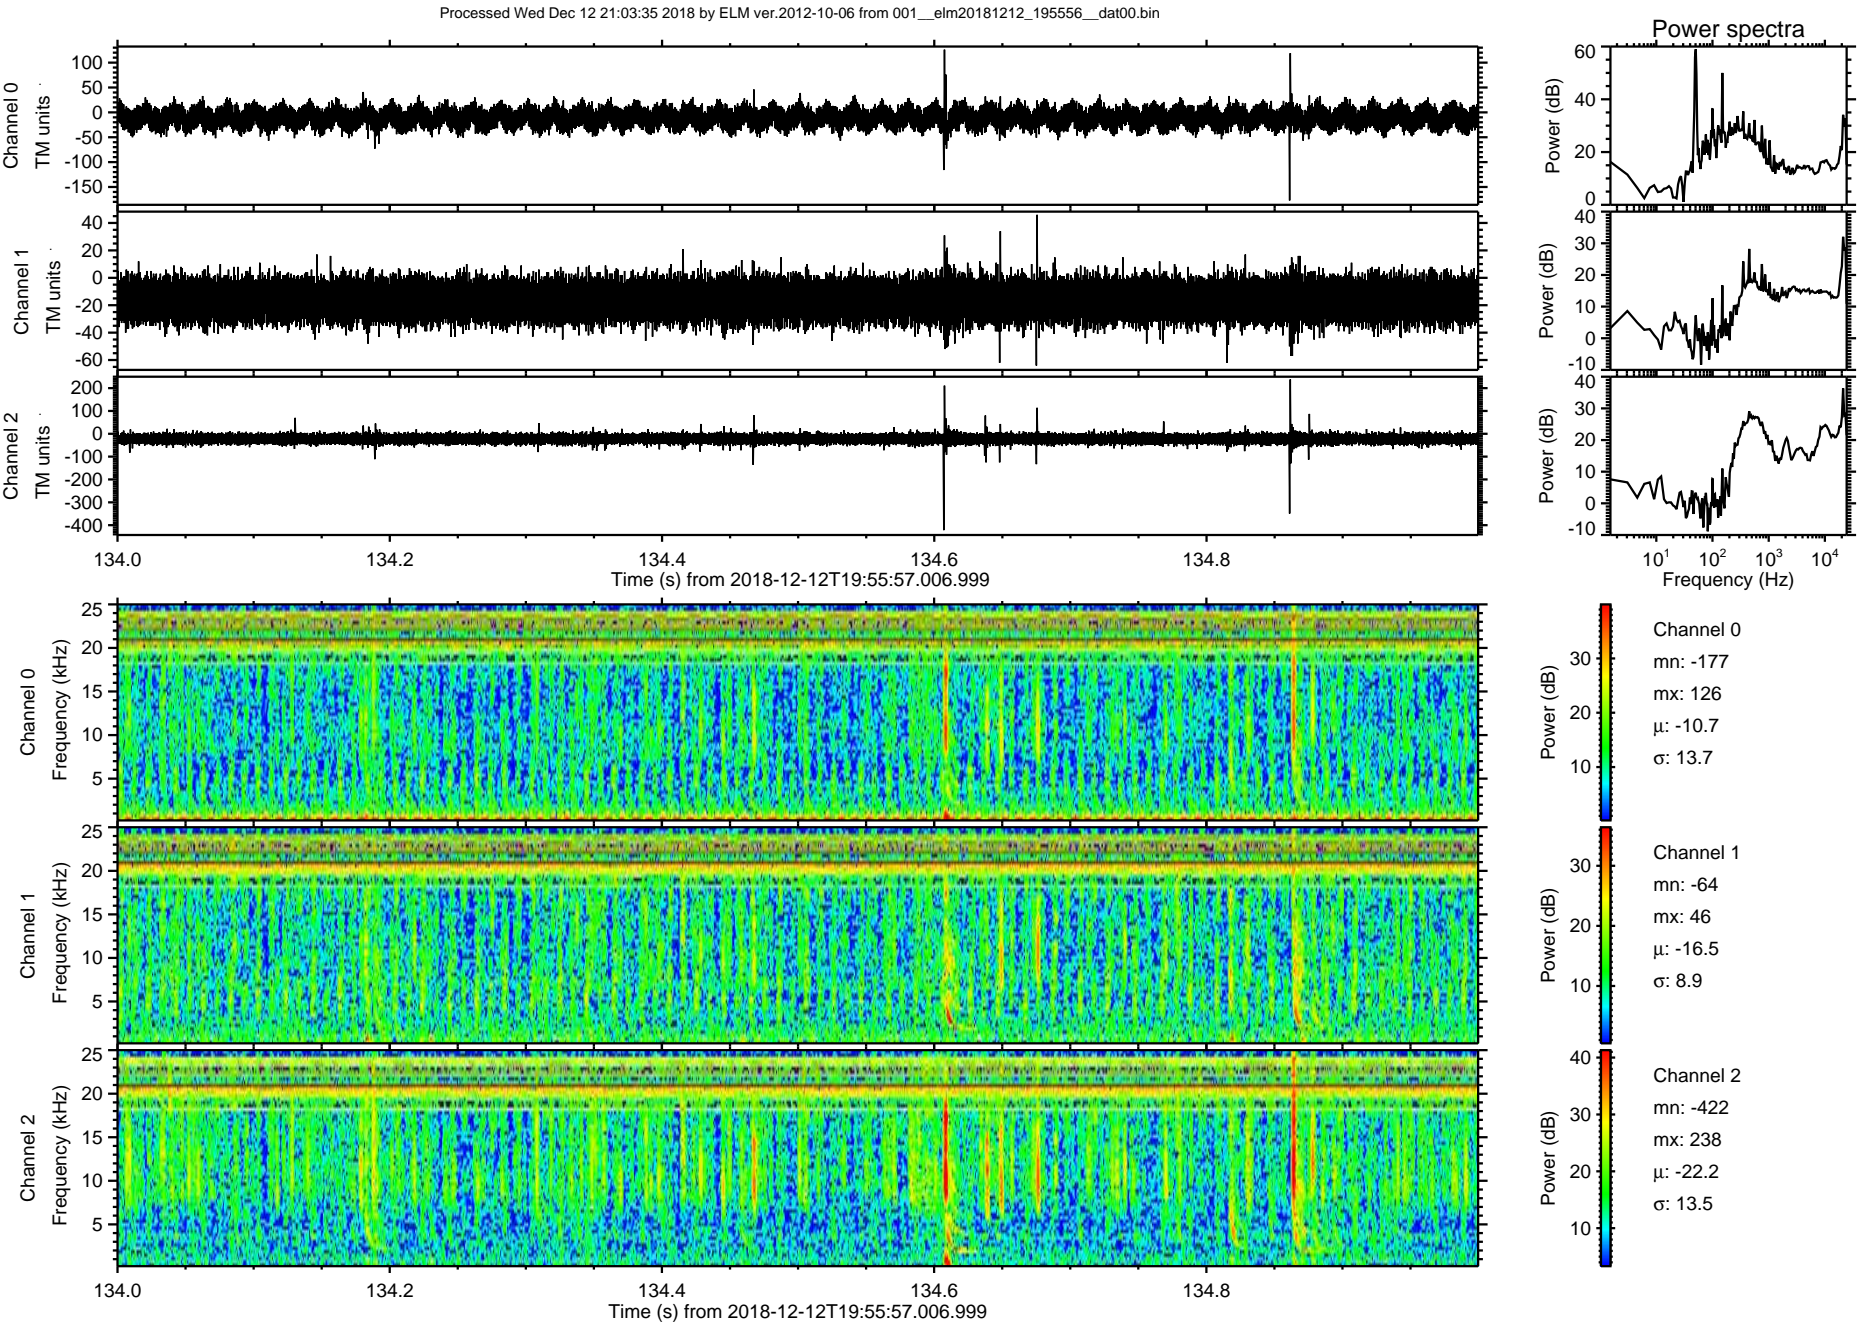 Processed Wed Dec 12 21:03:35 2018 by ELM ver.2012-10-06 from 001__elm20181212_195556__dat00.bin
Power spectra
Channel 0
TM units
100
50
0
-50
-100
-150
Power (dB)
60
40
20
0
Channel 1
TM units
40
20
0
-20
-40
-60
Power (dB)
40
30
20
10
0
-10
Channel 2
TM units
200
100
0
-100
-200
-300
-400
Power (dB)
40
30
20
10
0
-10
134.0 134.2 134.4 134.6 134.8
Time (s) from 2018-12-12T19:55:57.006.999
10^1 10^2 10^3 10^4
Frequency (Hz)
Channel 0
Frequency (kHz)
25
20
15
10
5
Power (dB)
30
20
10
Channel 0
mn: -177
mx: 126
μ: -10.7
σ: 13.7
Channel 1
Frequency (kHz)
25
20
15
10
5
Power (dB)
30
20
10
Channel 1
mn: -64
mx: 46
μ: -16.5
σ: 8.9
Channel 2
Frequency (kHz)
25
20
15
10
5
Power (dB)
40
30
20
10
Channel 2
mn: -422
mx: 238
μ: -22.2
σ: 13.5
134.0 134.2 134.4 134.6 134.8
Time (s) from 2018-12-12T19:55:57.006.999